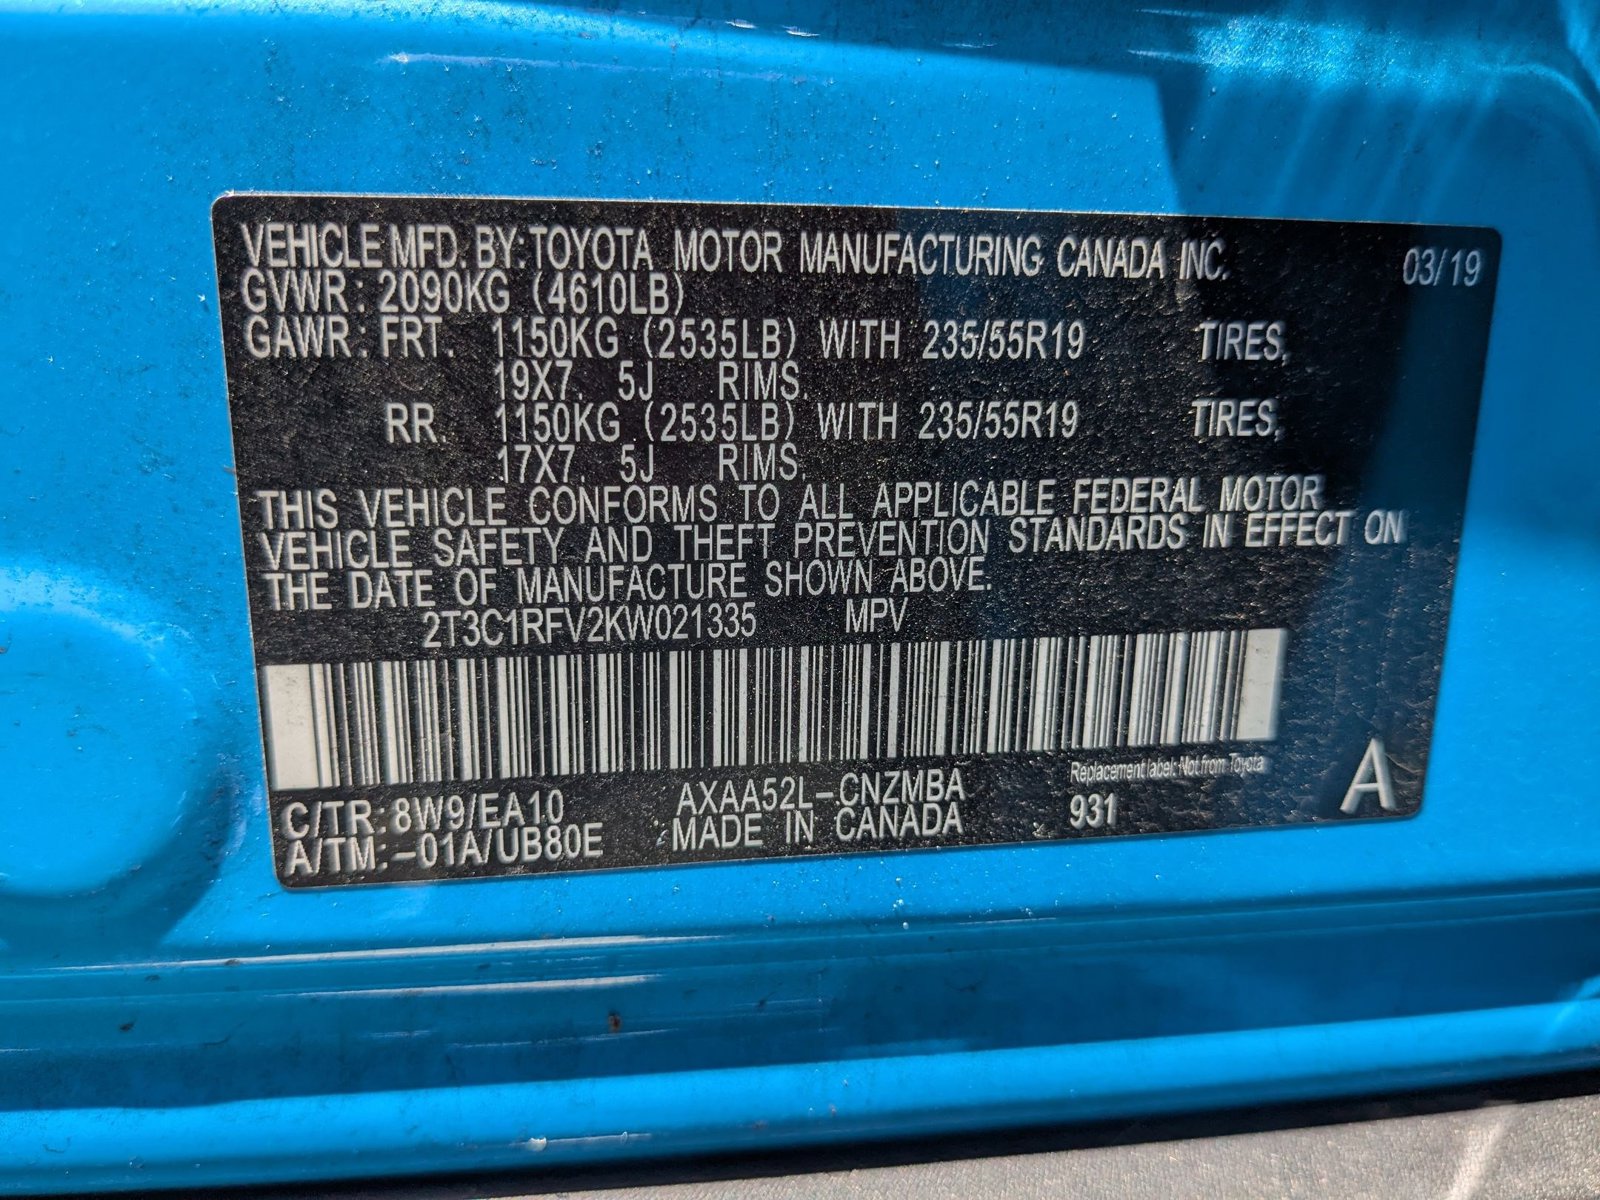 VEHICLE MFD. BY: TOYOTA MOTOR MANUFACTURING CANADA INC. 03/19
GVWR: 2090KG (4610LB)
GAWR: FRT. 1150KG (2535LB) WITH 235/55R19 TIRES,
19X7. 5J RIMS.
RR. 1150KG (2535LB) WITH 235/55R19 TIRES,
17X7. 5J RIMS.
THIS VEHICLE CONFORMS TO ALL APPLICABLE FEDERAL MOTOR
VEHICLE SAFETY AND THEFT PREVENTION STANDARDS IN EFFECT ON
THE DATE OF MANUFACTURE SHOWN ABOVE.
2T3C1RFV2KW021335 MPV
C/TR: 8W9/EA10 AXAA52L-CNZMBA Replacement label: Not from Toyota
A/TM: -01A/UB80E MADE IN CANADA 931 A